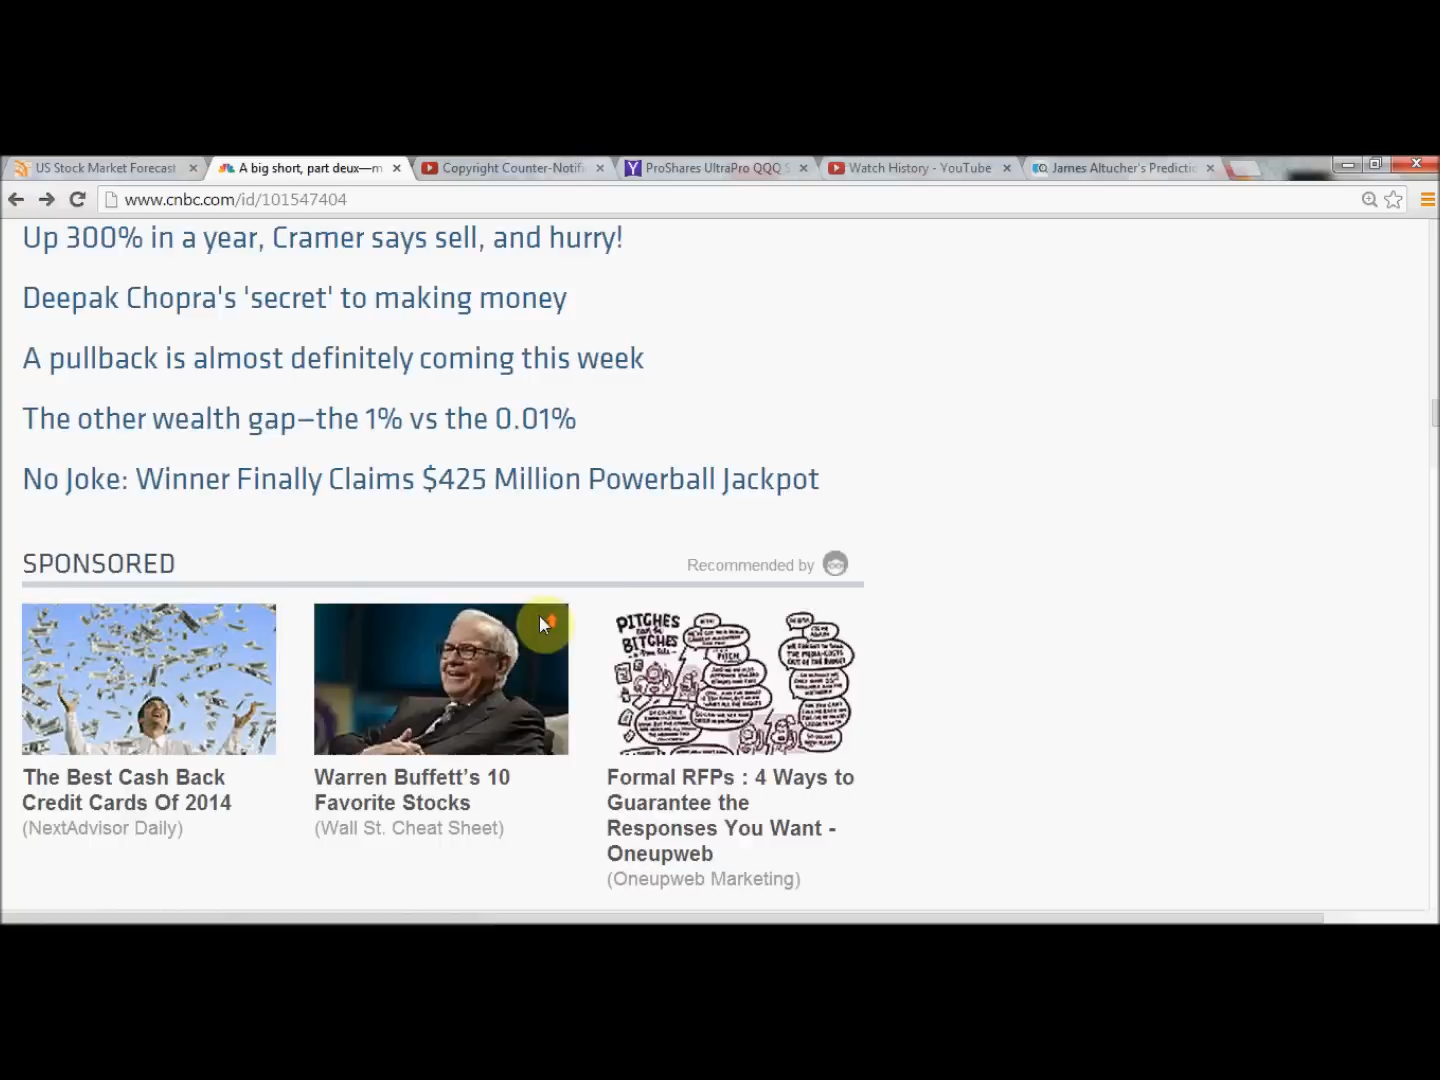 US Stock Market Forecast
A big short, part deux—m
Copyright Counter-Notifi
ProShares UltraPro QQQ S
Watch History - YouTube
James Altucher's Predictio
www.cnbc.com/id/101547404
Up 300% in a year, Cramer says sell, and hurry!
Deepak Chopra's 'secret' to making money
A pullback is almost definitely coming this week
The other wealth gap—the 1% vs the 0.01%
No Joke: Winner Finally Claims $425 Million Powerball Jackpot
SPONSORED
Recommended by
PITCHES
BITCHES
The Best Cash Back
Credit Cards Of 2014
(NextAdvisor Daily)
Warren Buffett's 10
Favorite Stocks
(Wall St. Cheat Sheet)
Formal RFPs : 4 Ways to
Guarantee the
Responses You Want -
Oneupweb
(Oneupweb Marketing)